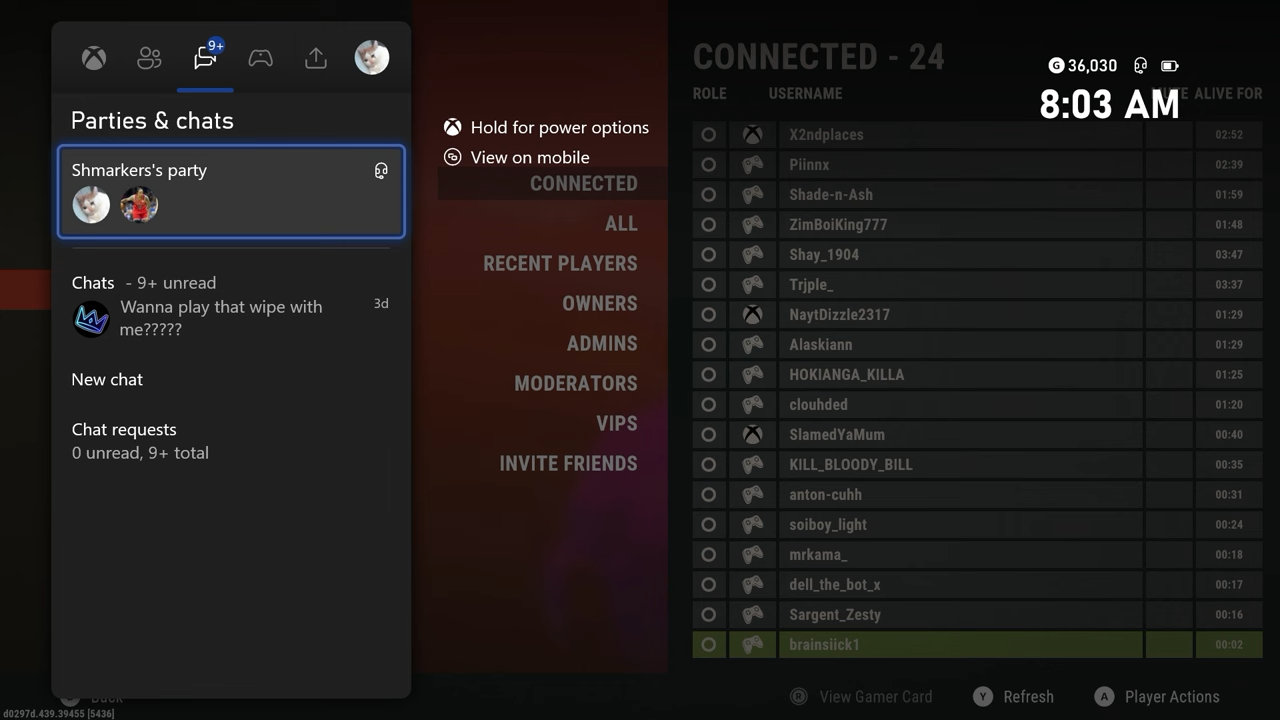 9+
Parties & chats
Shmarkers's party
Chats - 9+ unread
Wanna play that wipe with
me?????
3d
New chat
Chat requests
0 unread, 9+ total
Hold for power options
View on mobile
CONNECTED
ALL
RECENT PLAYERS
OWNERS
ADMINS
MODERATORS
VIPS
INVITE FRIENDS
CONNECTED - 24
G 36,030
8:03 AM
ROLE USERNAME MUTE ALIVE FOR
X2ndplaces 02:52
Piinnx 02:39
Shade-n-Ash 01:59
ZimBoiKing777 01:48
Shay_1904 03:47
Trjple_ 03:37
NaytDizzle2317 01:29
Alaskiann 01:29
HOKIANGA_KILLA 01:25
clouhded 01:20
SlamedYaMum 00:40
KILL_BLOODY_BILL 00:35
anton-cuhh 00:31
soiboy_light 00:24
mrkama_ 00:18
dell_the_bot_x 00:17
Sargent_Zesty 00:16
brainsiick1 00:02
Back
View Gamer Card
Y Refresh
A Player Actions
d0297d.439.39455 [5436]